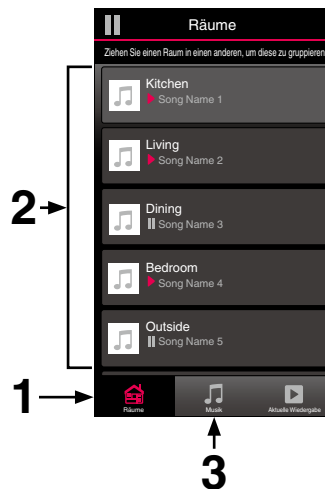 Räume
Ziehen Sie einen Raum in einen anderen, um diese zu gruppieren
Kitchen
Song Name 1
Living
Song Name 2
2
Dining
Song Name 3
Bedroom
Song Name 4
Outside
Song Name 5
1
Räume
Musik
Aktuelle Wiedergabe
3